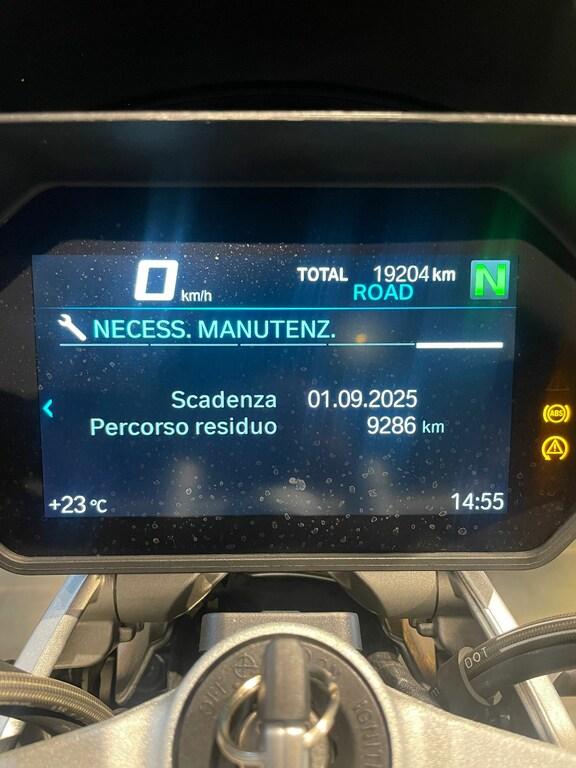 0 km/h
TOTAL 19204 km
ROAD
N
NECESS. MANUTENZ.
Scadenza 01.09.2025
Percorso residuo 9286 km
ABS
+23 °C
14:55
DOT
OFF